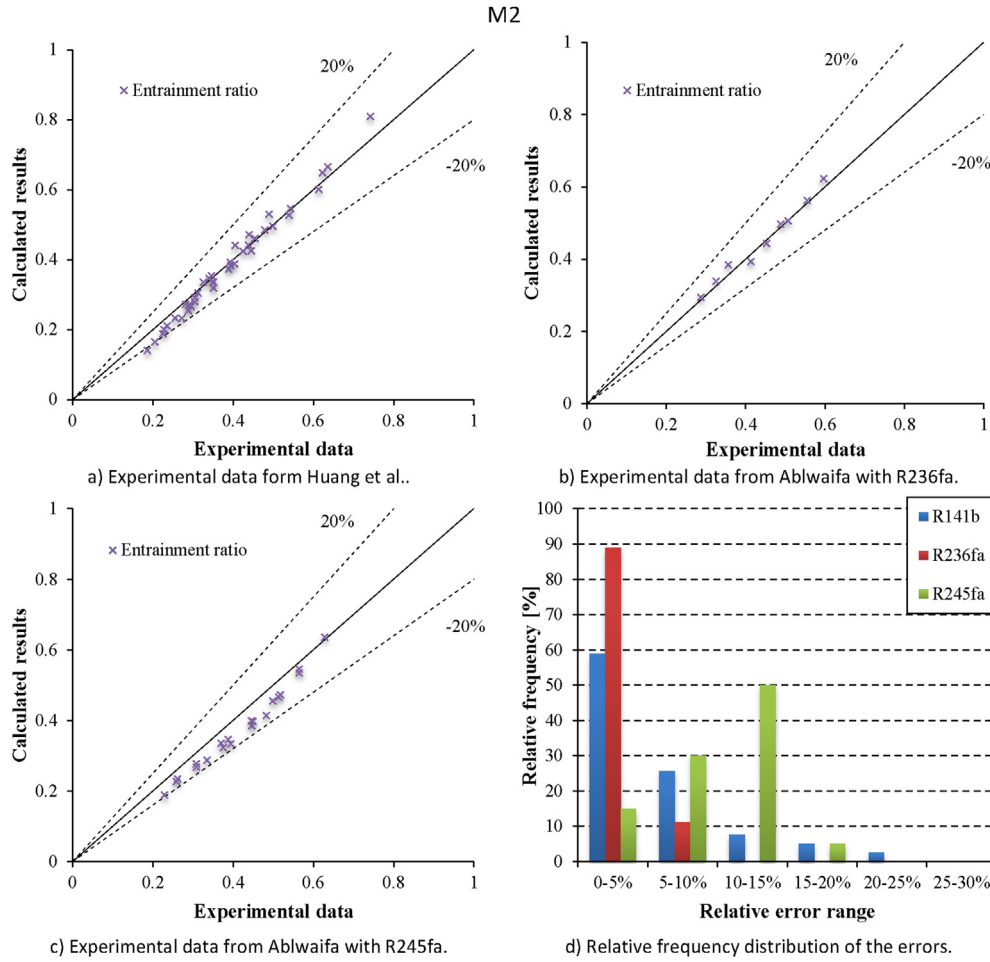 M2
1
0.8
0.6
0.4
0.2
0
Calculated results
Entrainment ratio
20%
-20%
0 0.2 0.4 0.6 0.8 1
Experimental data
a) Experimental data form Huang et al..
1
0.8
0.6
0.4
0.2
0
Calculated results
Entrainment ratio
20%
-20%
0 0.2 0.4 0.6 0.8 1
Experimental data
b) Experimental data from Ablwaifa with R236fa.
1
0.8
0.6
0.4
0.2
0
Calculated results
Entrainment ratio
20%
-20%
0 0.2 0.4 0.6 0.8 1
Experimental data
c) Experimental data from Ablwaifa with R245fa.
100
90
80
70
60
50
40
30
20
10
0
Relative frequency [%]
R141b
R236fa
R245fa
0-5% 5-10% 10-15% 15-20% 20-25% 25-30%
Relative error range
d) Relative frequency distribution of the errors.